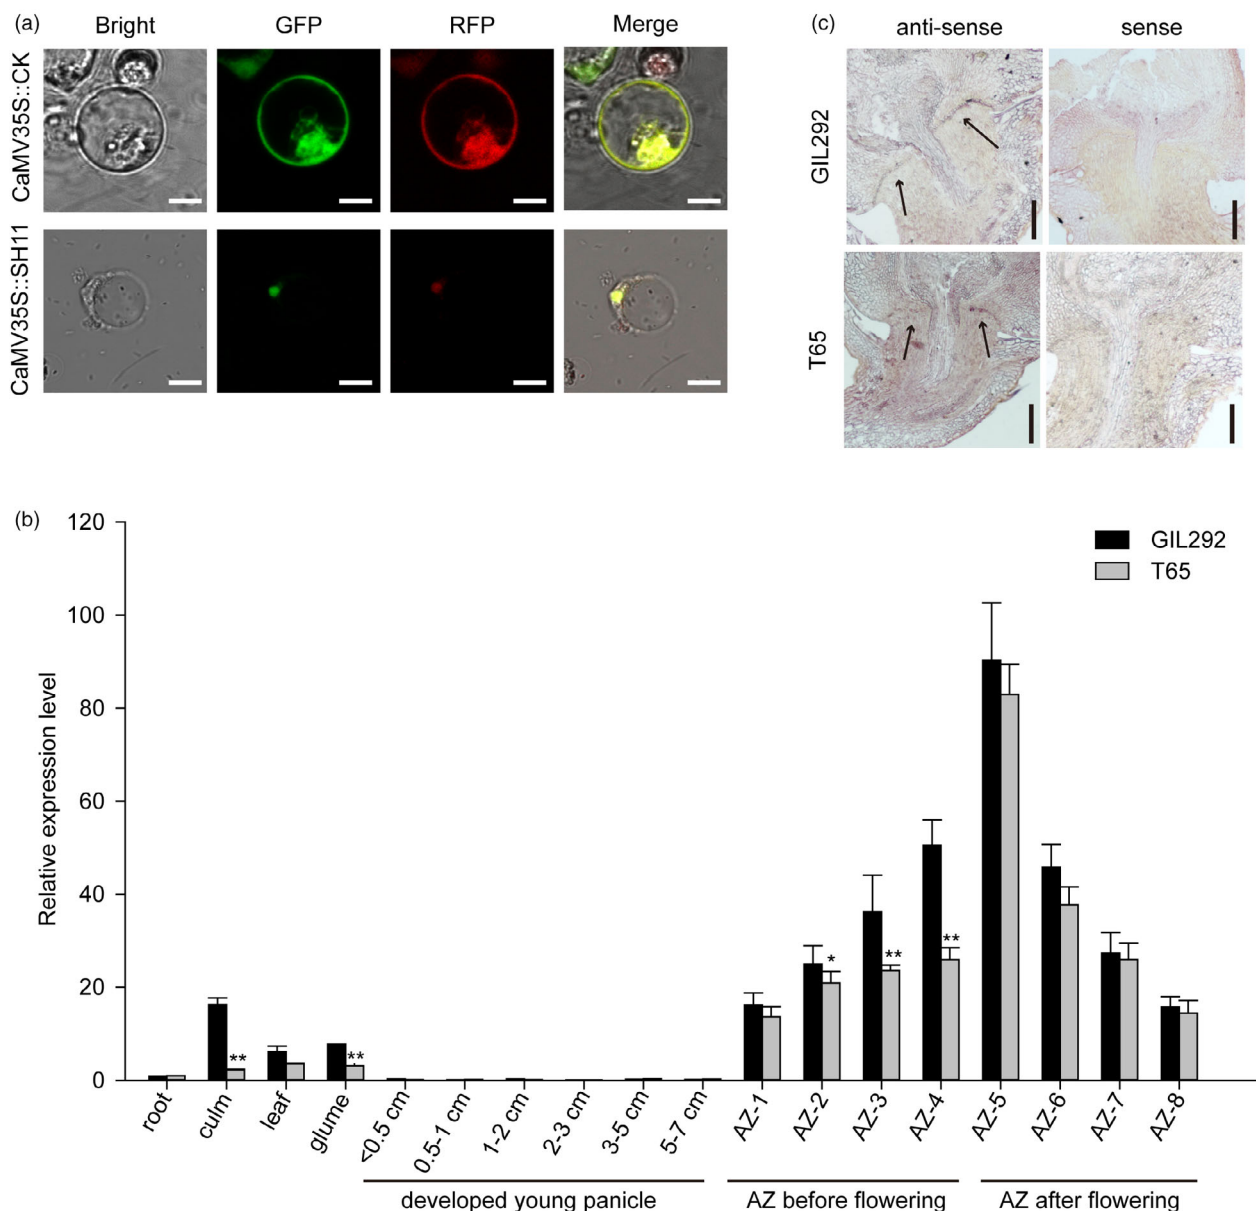 (a)
Bright
GFP
RFP
Merge
CaMV35S::CK
CaMV35S::SH11
(c)
anti-sense
sense
GIL292
T65
(b)
Relative expression level
120
100
80
60
40
20
0
GIL292
T65
**
**
*
**
**
root
culm
leaf
glume
<0.5 cm
0.5-1 cm
1-2 cm
2-3 cm
3-5 cm
5-7 cm
AZ-1
AZ-2
AZ-3
AZ-4
AZ-5
AZ-6
AZ-7
AZ-8
developed young panicle
AZ before flowering
AZ after flowering